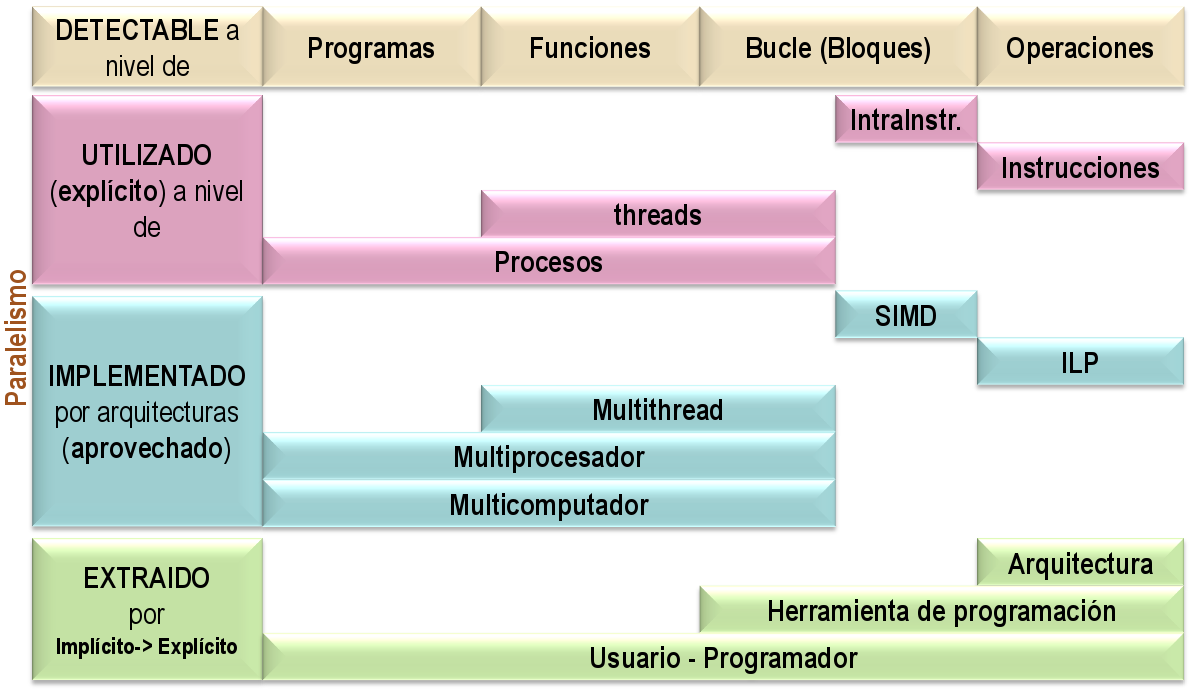 DETECTABLE a
nivel de
Programas
Funciones
Bucle (Bloques)
Operaciones
Paralelismo
UTILIZADO
(explícito) a nivel
de
IntraInstr.
Instrucciones
threads
Procesos
IMPLEMENTADO
por arquitecturas
(aprovechado)
SIMD
ILP
Multithread
Multiprocesador
Multicomputador
EXTRAIDO
por
Implícito-> Explícito
Arquitectura
Herramienta de programación
Usuario - Programador